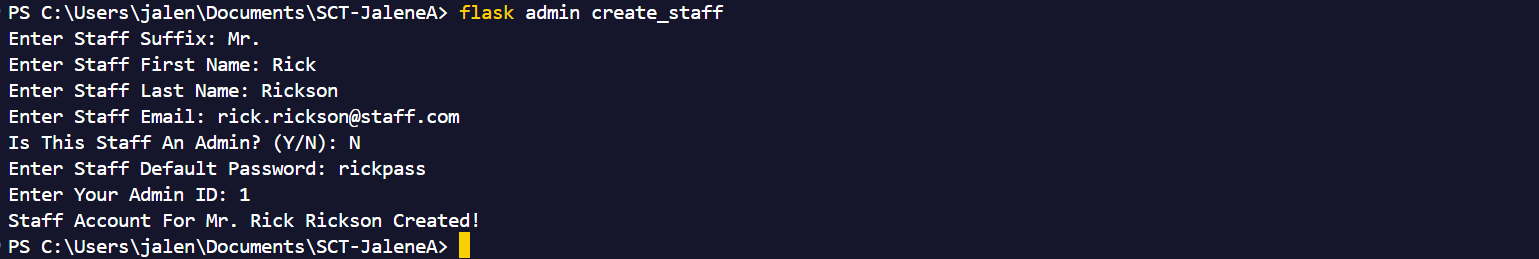 PS C:\Users\jalen\Documents\SCT-JaleneA> flask admin create_staff
Enter Staff Suffix: Mr.
Enter Staff First Name: Rick
Enter Staff Last Name: Rickson
Enter Staff Email: rick.rickson@staff.com
Is This Staff An Admin? (Y/N): N
Enter Staff Default Password: rickpass
Enter Your Admin ID: 1
Staff Account For Mr. Rick Rickson Created!
PS C:\Users\jalen\Documents\SCT-JaleneA>